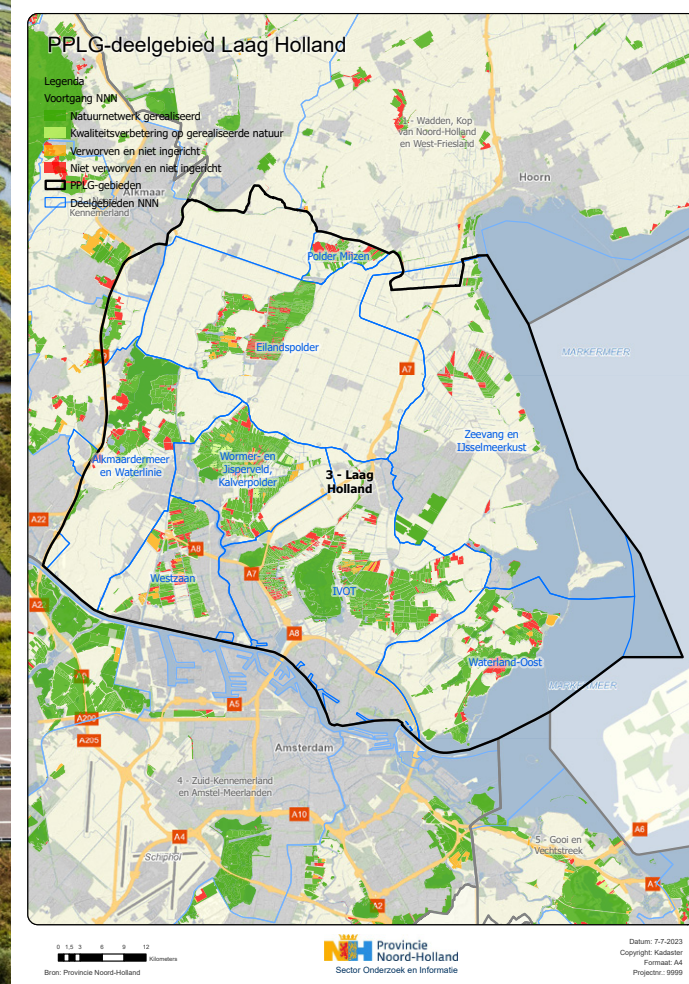 PPLG-deelgebied Laag Holland
Legenda
Voortgang NNN
Natuurnetwerk gerealiseerd
Kwaliteitsverbetering op gerealiseerde natuur
Verworven en niet ingericht
Niet verworven en niet ingericht
PPLG-gebieden
Deelgebieden NNN
Alkmaar
Kennemerland
- Wadden, Kop
van Noord-Holland
en West-Friesland
Hoorn
Polder Mijzen
MARKERMEER
Eilandspolder
A7
Zeevang en
IJsselmeerkust
Alkmaardermeer
en Waterlinie
Wormer- en
Jisperveld,
Kalverpolder
3 - Laag
Holland
A22
A8
A7
Westzaan
IVOT
A8
Waterland-Oost
MARKERMEER
A5
A200
A205
Amsterdam
4 - Zuid-Kennemerland
en Amstel-Meerlanden
A10
A4
Schiphol
5 - Gooi en
Vechtstreek
A6
A1
A2
0 1,5 3 6 9 12
Kilometers
Bron: Provincie Noord-Holland
Provincie
Noord-Holland
Sector Onderzoek en Informatie
Datum: 7-7-2023
Copyright: Kadaster
Formaat: A4
Projectnr.: 9999